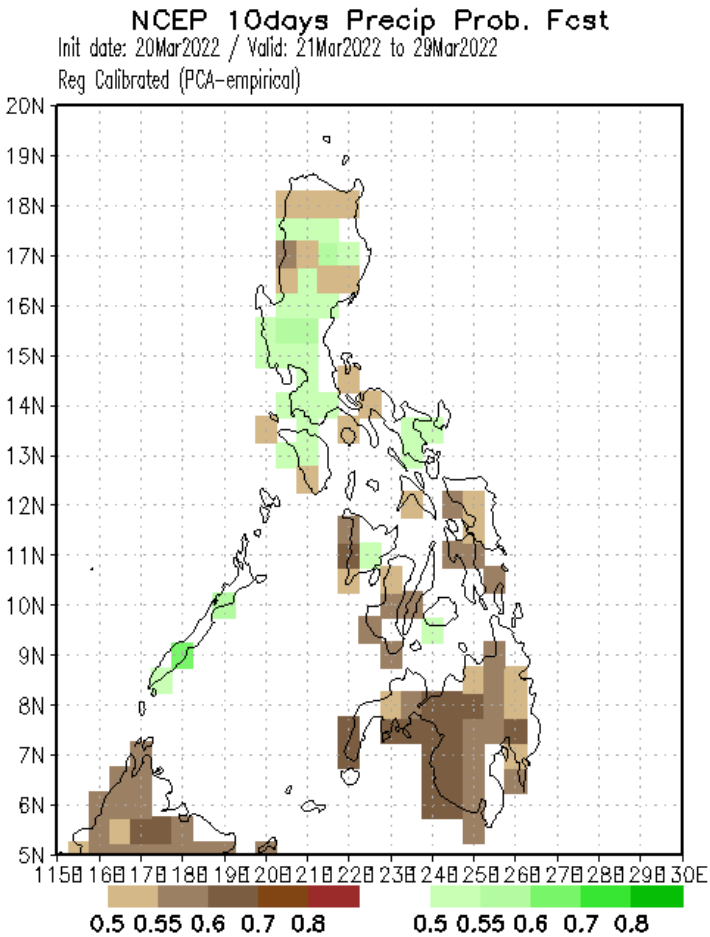 NCEP 10days Precip Prob. Fcst
Init date: 20Mar2022 / Valid: 21Mar2022 to 29Mar2022
Reg Calibrated (PCA-empirical)
20N
19N
18N
17N
16N
15N
14N
13N
12N
11N
10N
9N
8N
7N
6N
5N
115E 116E 117E 118E 119E 120E 121E 122E 123E 124E 125E 126E 127E 128E 129E 130E
0.5 0.55 0.6 0.7 0.8 0.5 0.55 0.6 0.7 0.8